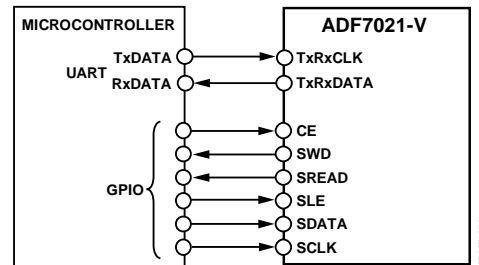 MICROCONTROLLER
ADF7021-V
TxDATA
TxRxCLK
UART
RxDATA
TxRxDATA
CE
SWD
SREAD
GPIO
SLE
SDATA
SCLK